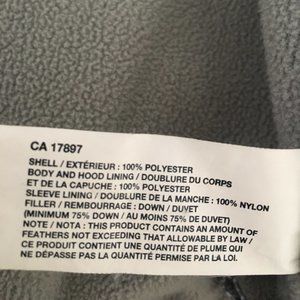 CA 17897
SHELL / EXTÉRIEUR : 100% POLYESTER
BODY AND HOOD LINING / DOUBLURE DU CORPS
ET DE LA CAPUCHE : 100% POLYESTER
SLEEVE LINING / DOUBLURE DE LA MANCHE : 100% NYLON
FILLER / REMBOURRAGE : DOWN / DUVET
(MINIMUM 75% DOWN / AU MOINS 75% DE DUVET)
NOTE / NOTA : THIS PRODUCT CONTAINS AN AMOUNT OF
FEATHERS NOT EXCEEDING THAT ALLOWABLE BY LAW /
CE PRODUIT CONTIENT UNE QUANTITÉ DE PLUME QUI
NE DÉPASSE PAS LA QUANTITÉ PERMISE PAR LA LOI.